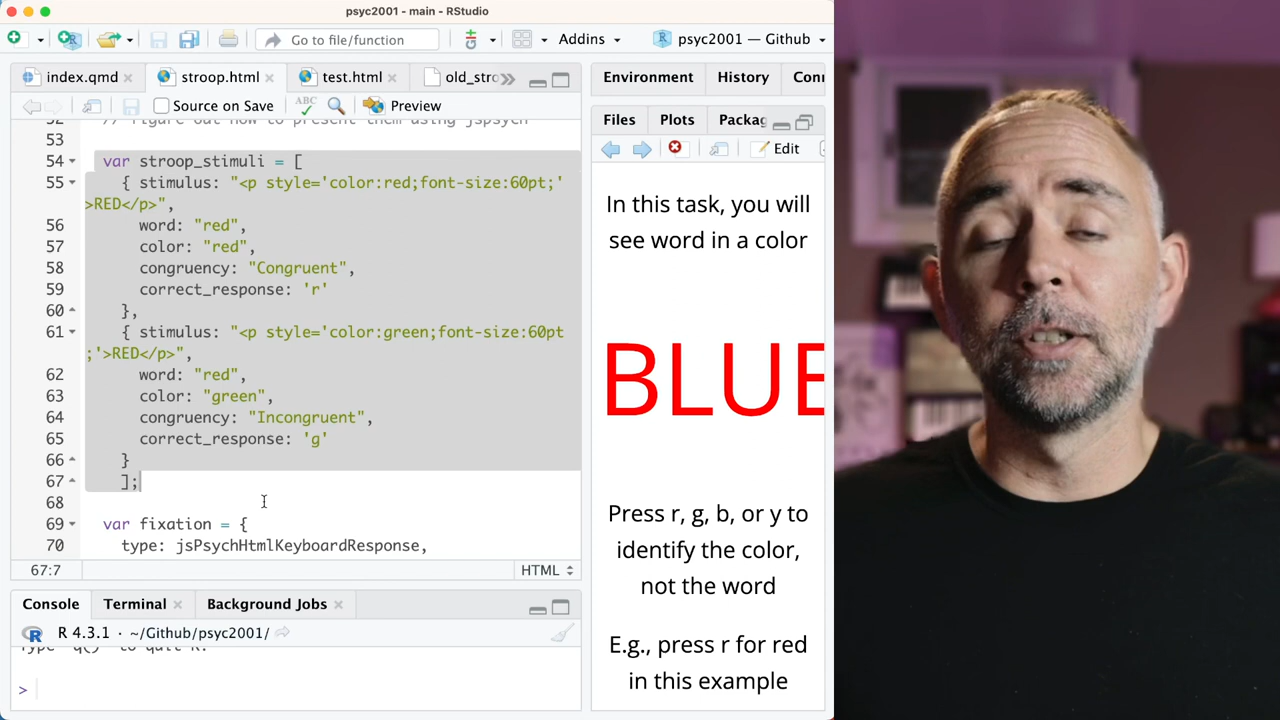 psyc2001 - main - RStudio
Go to file/function
Addins
psyc2001 — Github
index.qmd
stroop.html
test.html
old_stro
Source on Save
ABC
Preview
53
54 var stroop_stimuli = [
55 { stimulus: "<p style='color:red;font-size:60pt;'
>RED</p>",
56 word: "red",
57 color: "red",
58 congruency: "Congruent",
59 correct_response: 'r'
60 },
61 { stimulus: "<p style='color:green;font-size:60pt
;'>RED</p>",
62 word: "red",
63 color: "green",
64 congruency: "Incongruent",
65 correct_response: 'g'
66 }
67 ];
68
69 var fixation = {
70 type: jsPsychHtmlKeyboardResponse,
67:7
HTML
Console
Terminal
Background Jobs
R 4.3.1 · ~/Github/psyc2001/
>
Environment
History
Conn
Files
Plots
Packag
Edit
In this task, you will
see word in a color
BLUE
Press r, g, b, or y to
identify the color,
not the word
E.g., press r for red
in this example